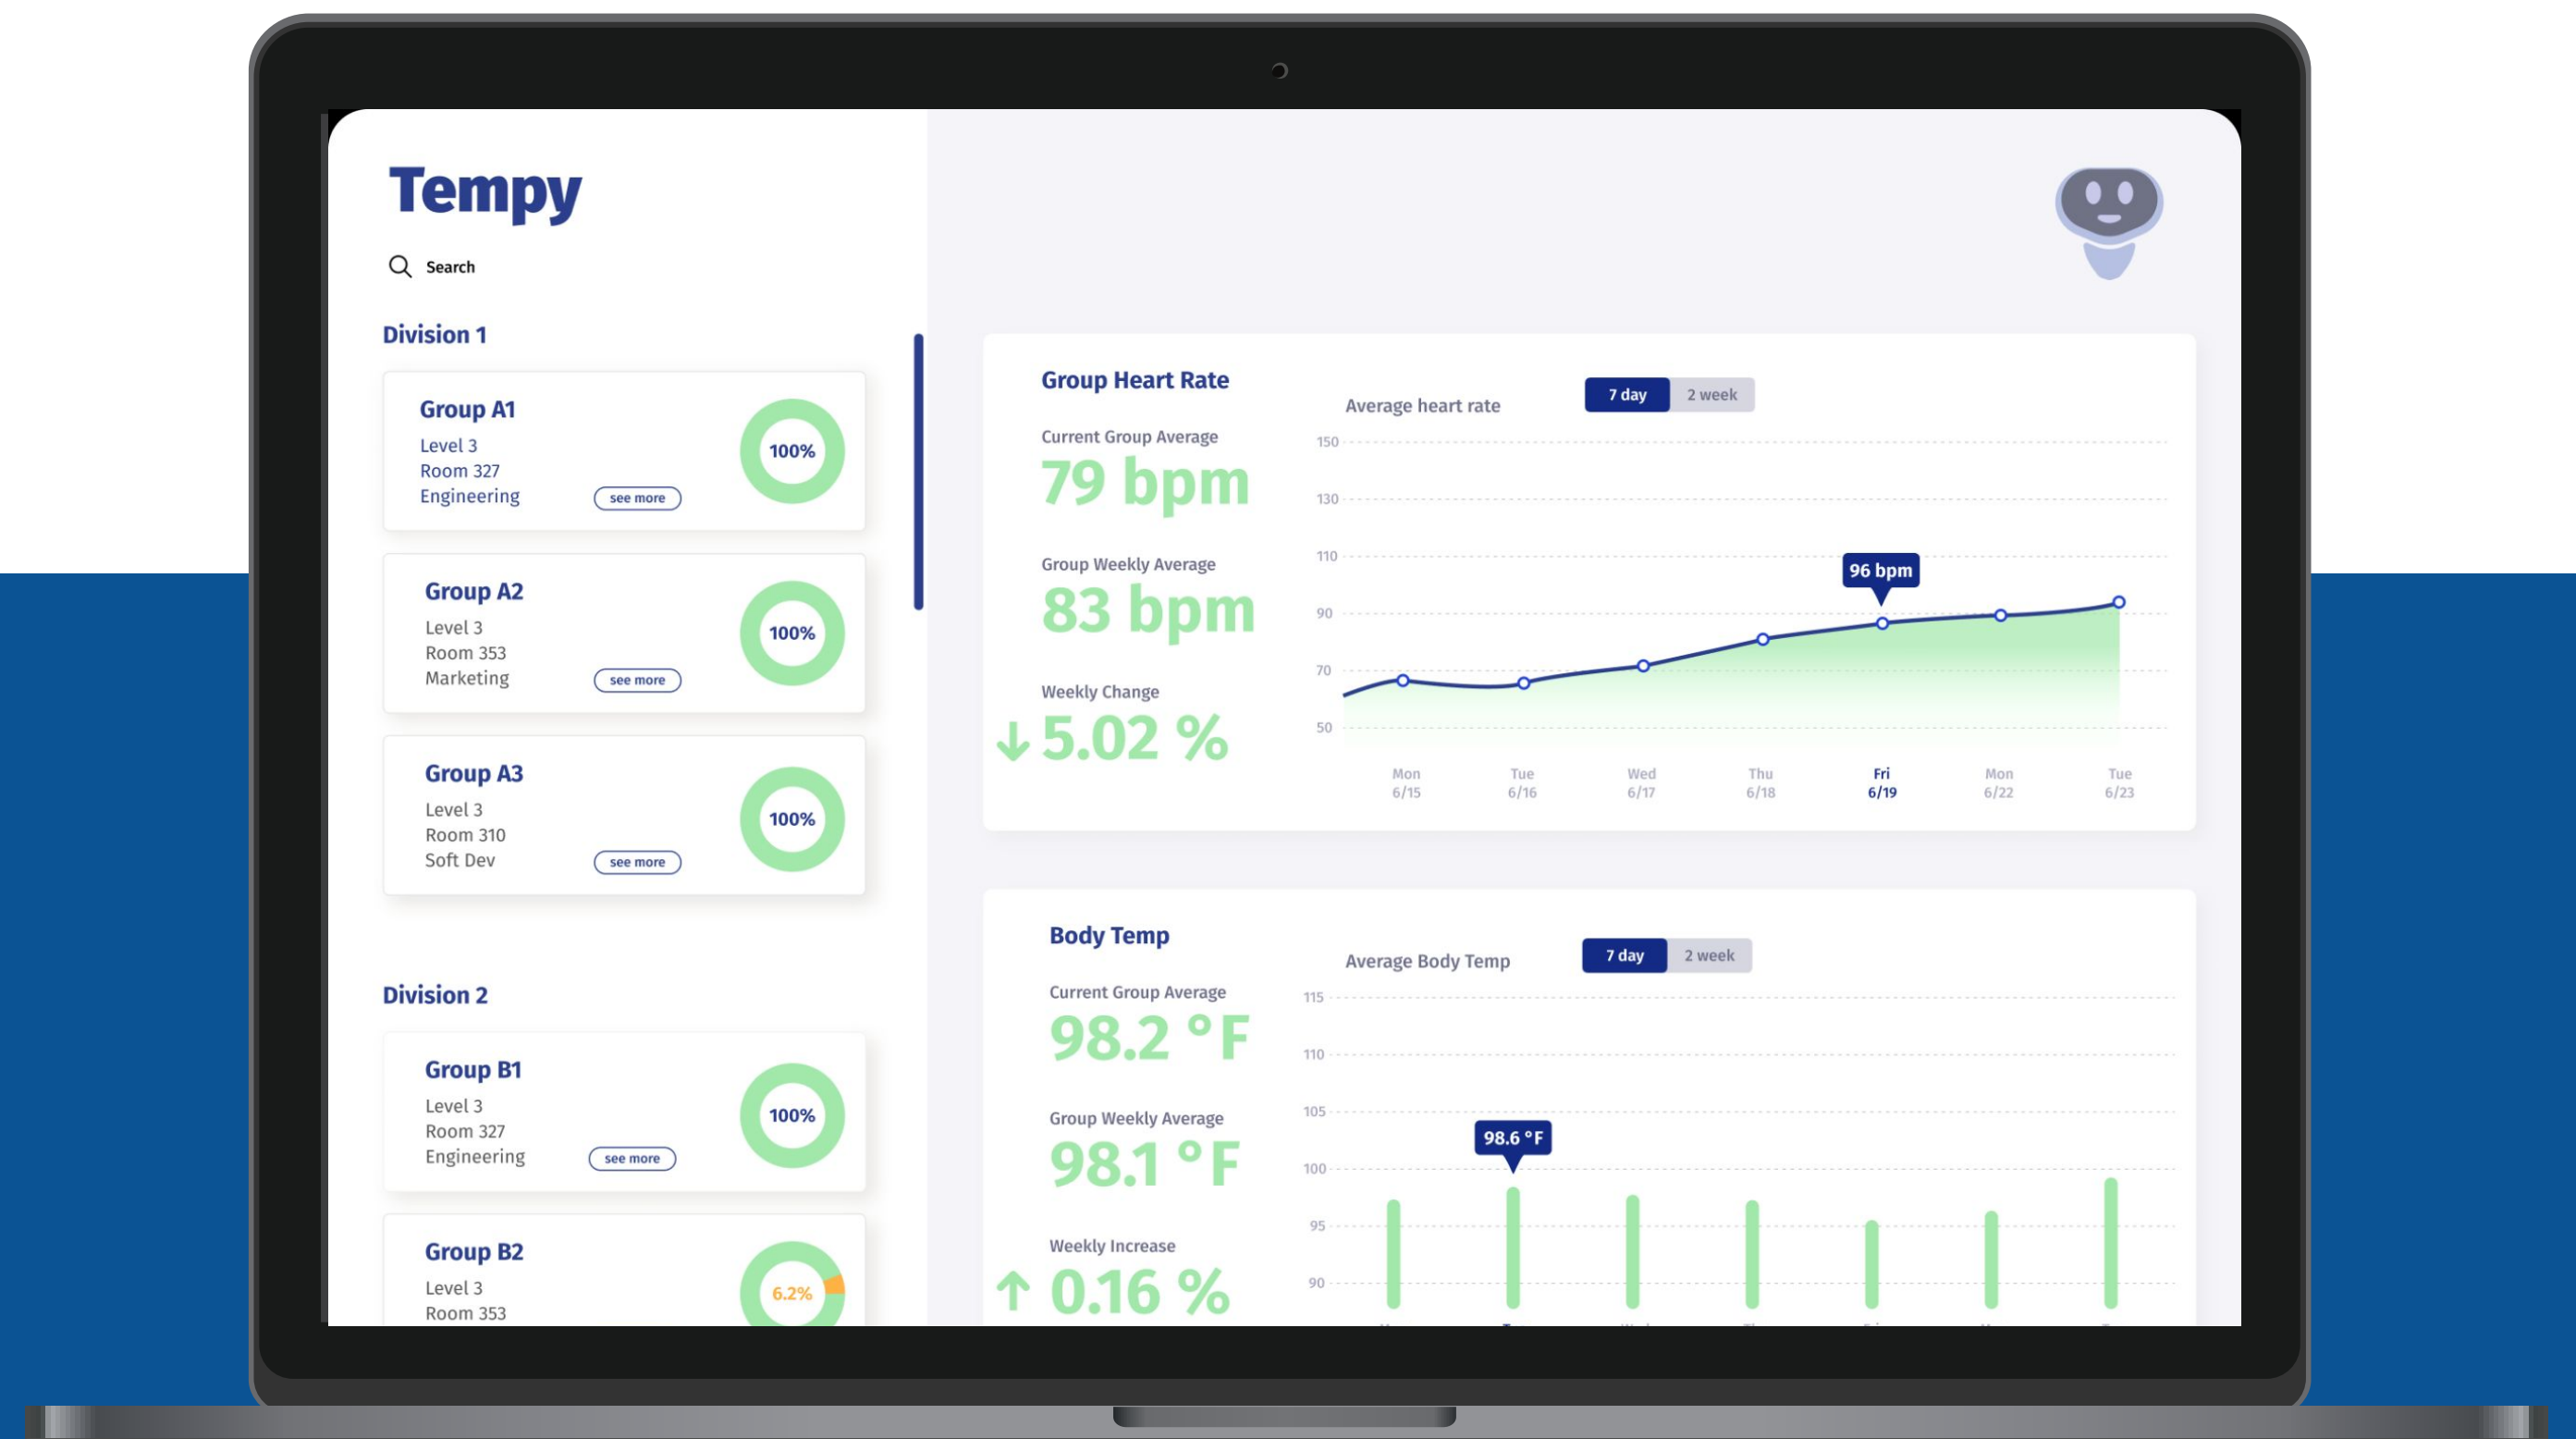 Tempy
Search
Division 1
Group A1
Level 3
Room 327
Engineering
see more
100%
Group A2
Level 3
Room 353
Marketing
see more
100%
Group A3
Level 3
Room 310
Soft Dev
see more
100%
Division 2
Group B1
Level 3
Room 327
Engineering
see more
100%
Group B2
Level 3
Room 353
6.2%
Group Heart Rate
Current Group Average
79 bpm
Group Weekly Average
83 bpm
Weekly Change
↓ 5.02 %
Average heart rate
7 day 2 week
150
130
110
90
70
50
96 bpm
Mon Tue Wed Thu Fri Mon Tue
6/15 6/16 6/17 6/18 6/19 6/22 6/23
Body Temp
Current Group Average
98.2 °F
Group Weekly Average
98.1 °F
Weekly Increase
↑ 0.16 %
Average Body Temp
7 day 2 week
115
110
105
100
95
90
98.6 °F